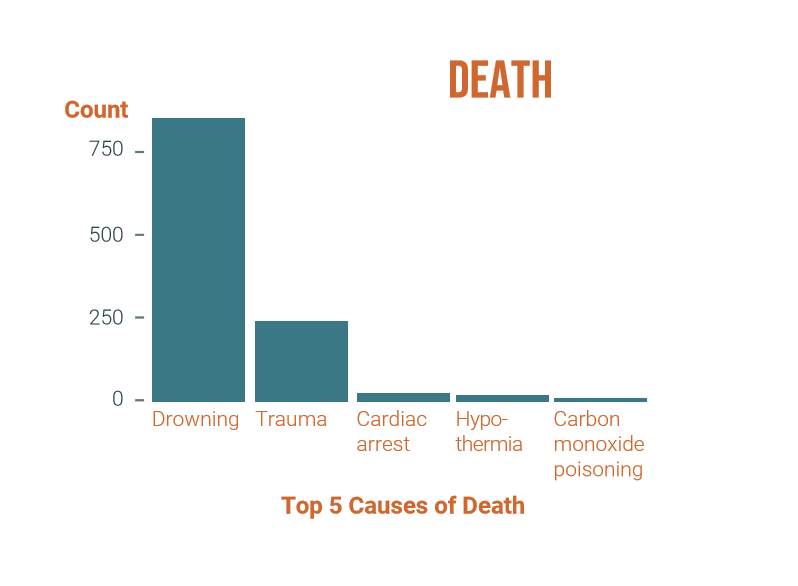 DEATH
Count
750
500
250
0
Drowning
Trauma
Cardiac
arrest
Hypo-
thermia
Carbon
monoxide
poisoning
Top 5 Causes of Death